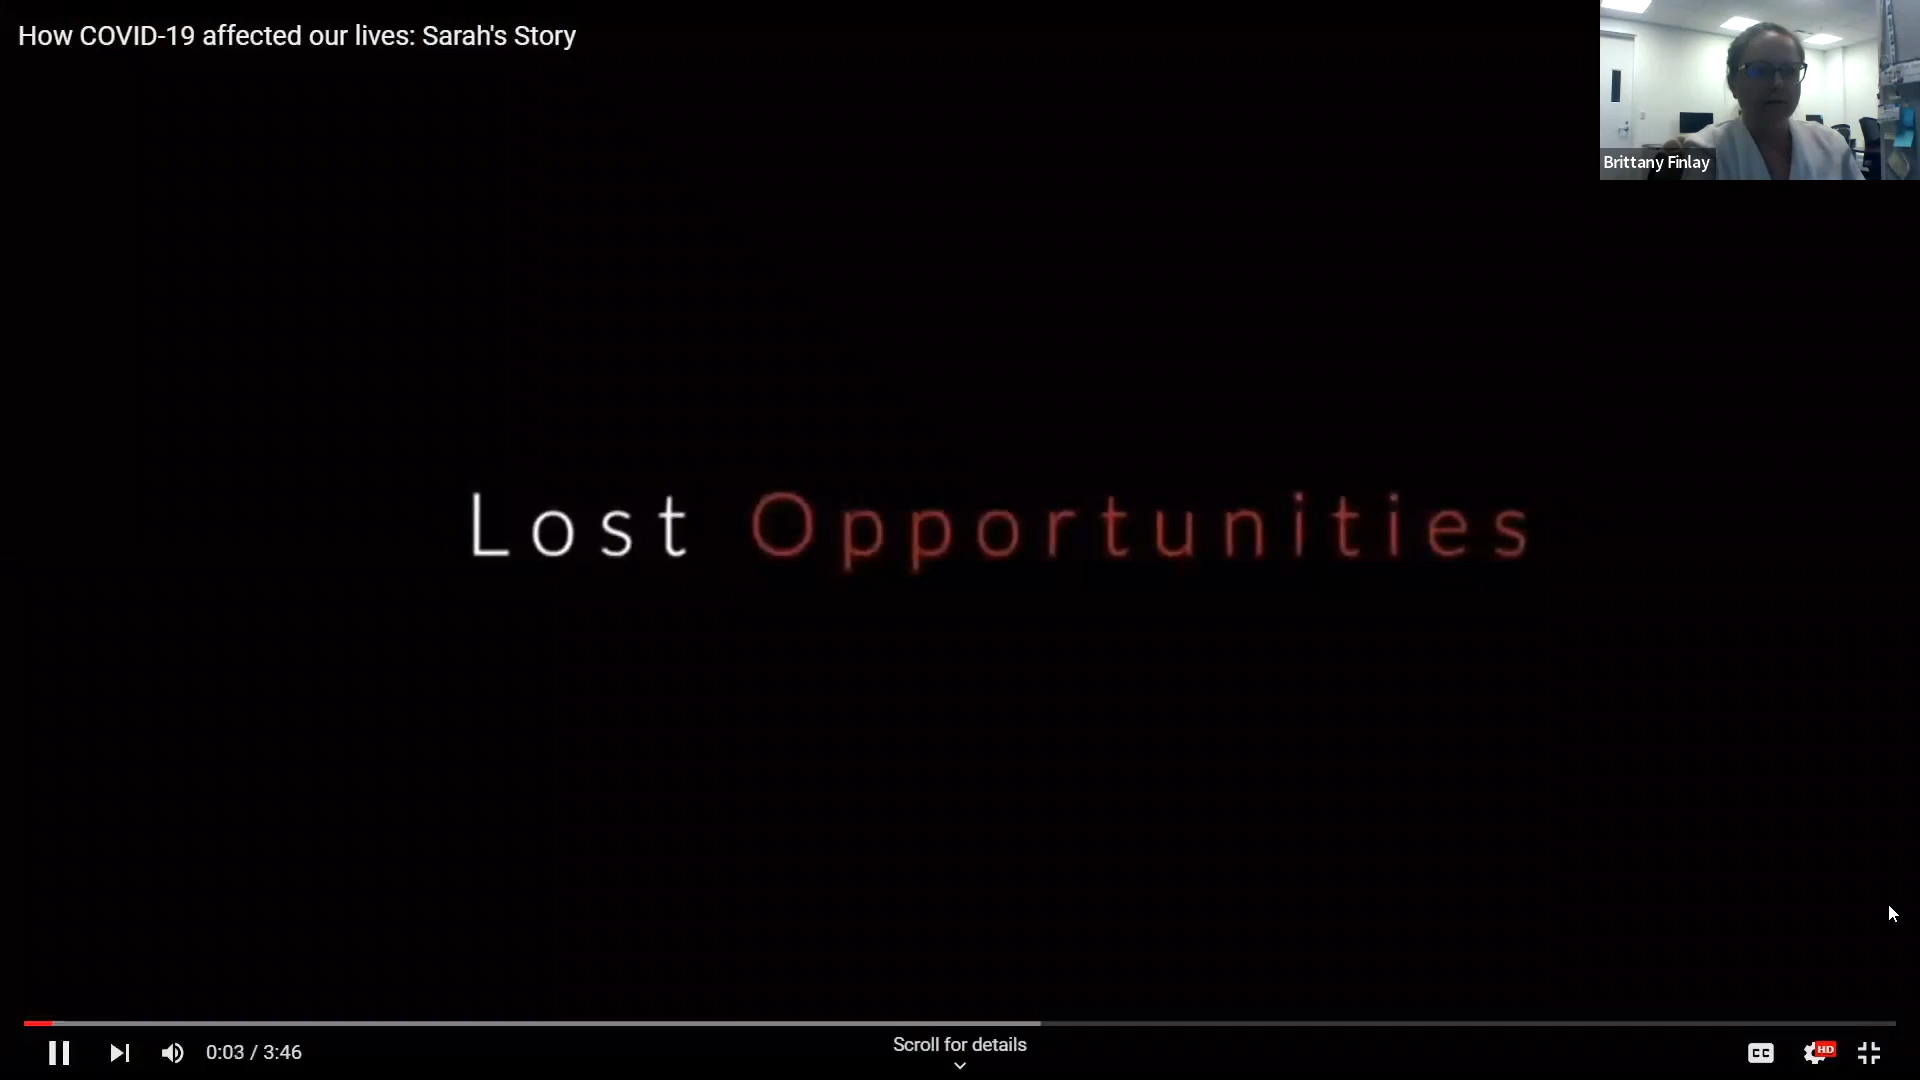 How COVID-19 affected our lives: Sarah's Story
Brittany Finlay
Lost Opportunities
0:03 / 3:46
Scroll for details
CC
HD